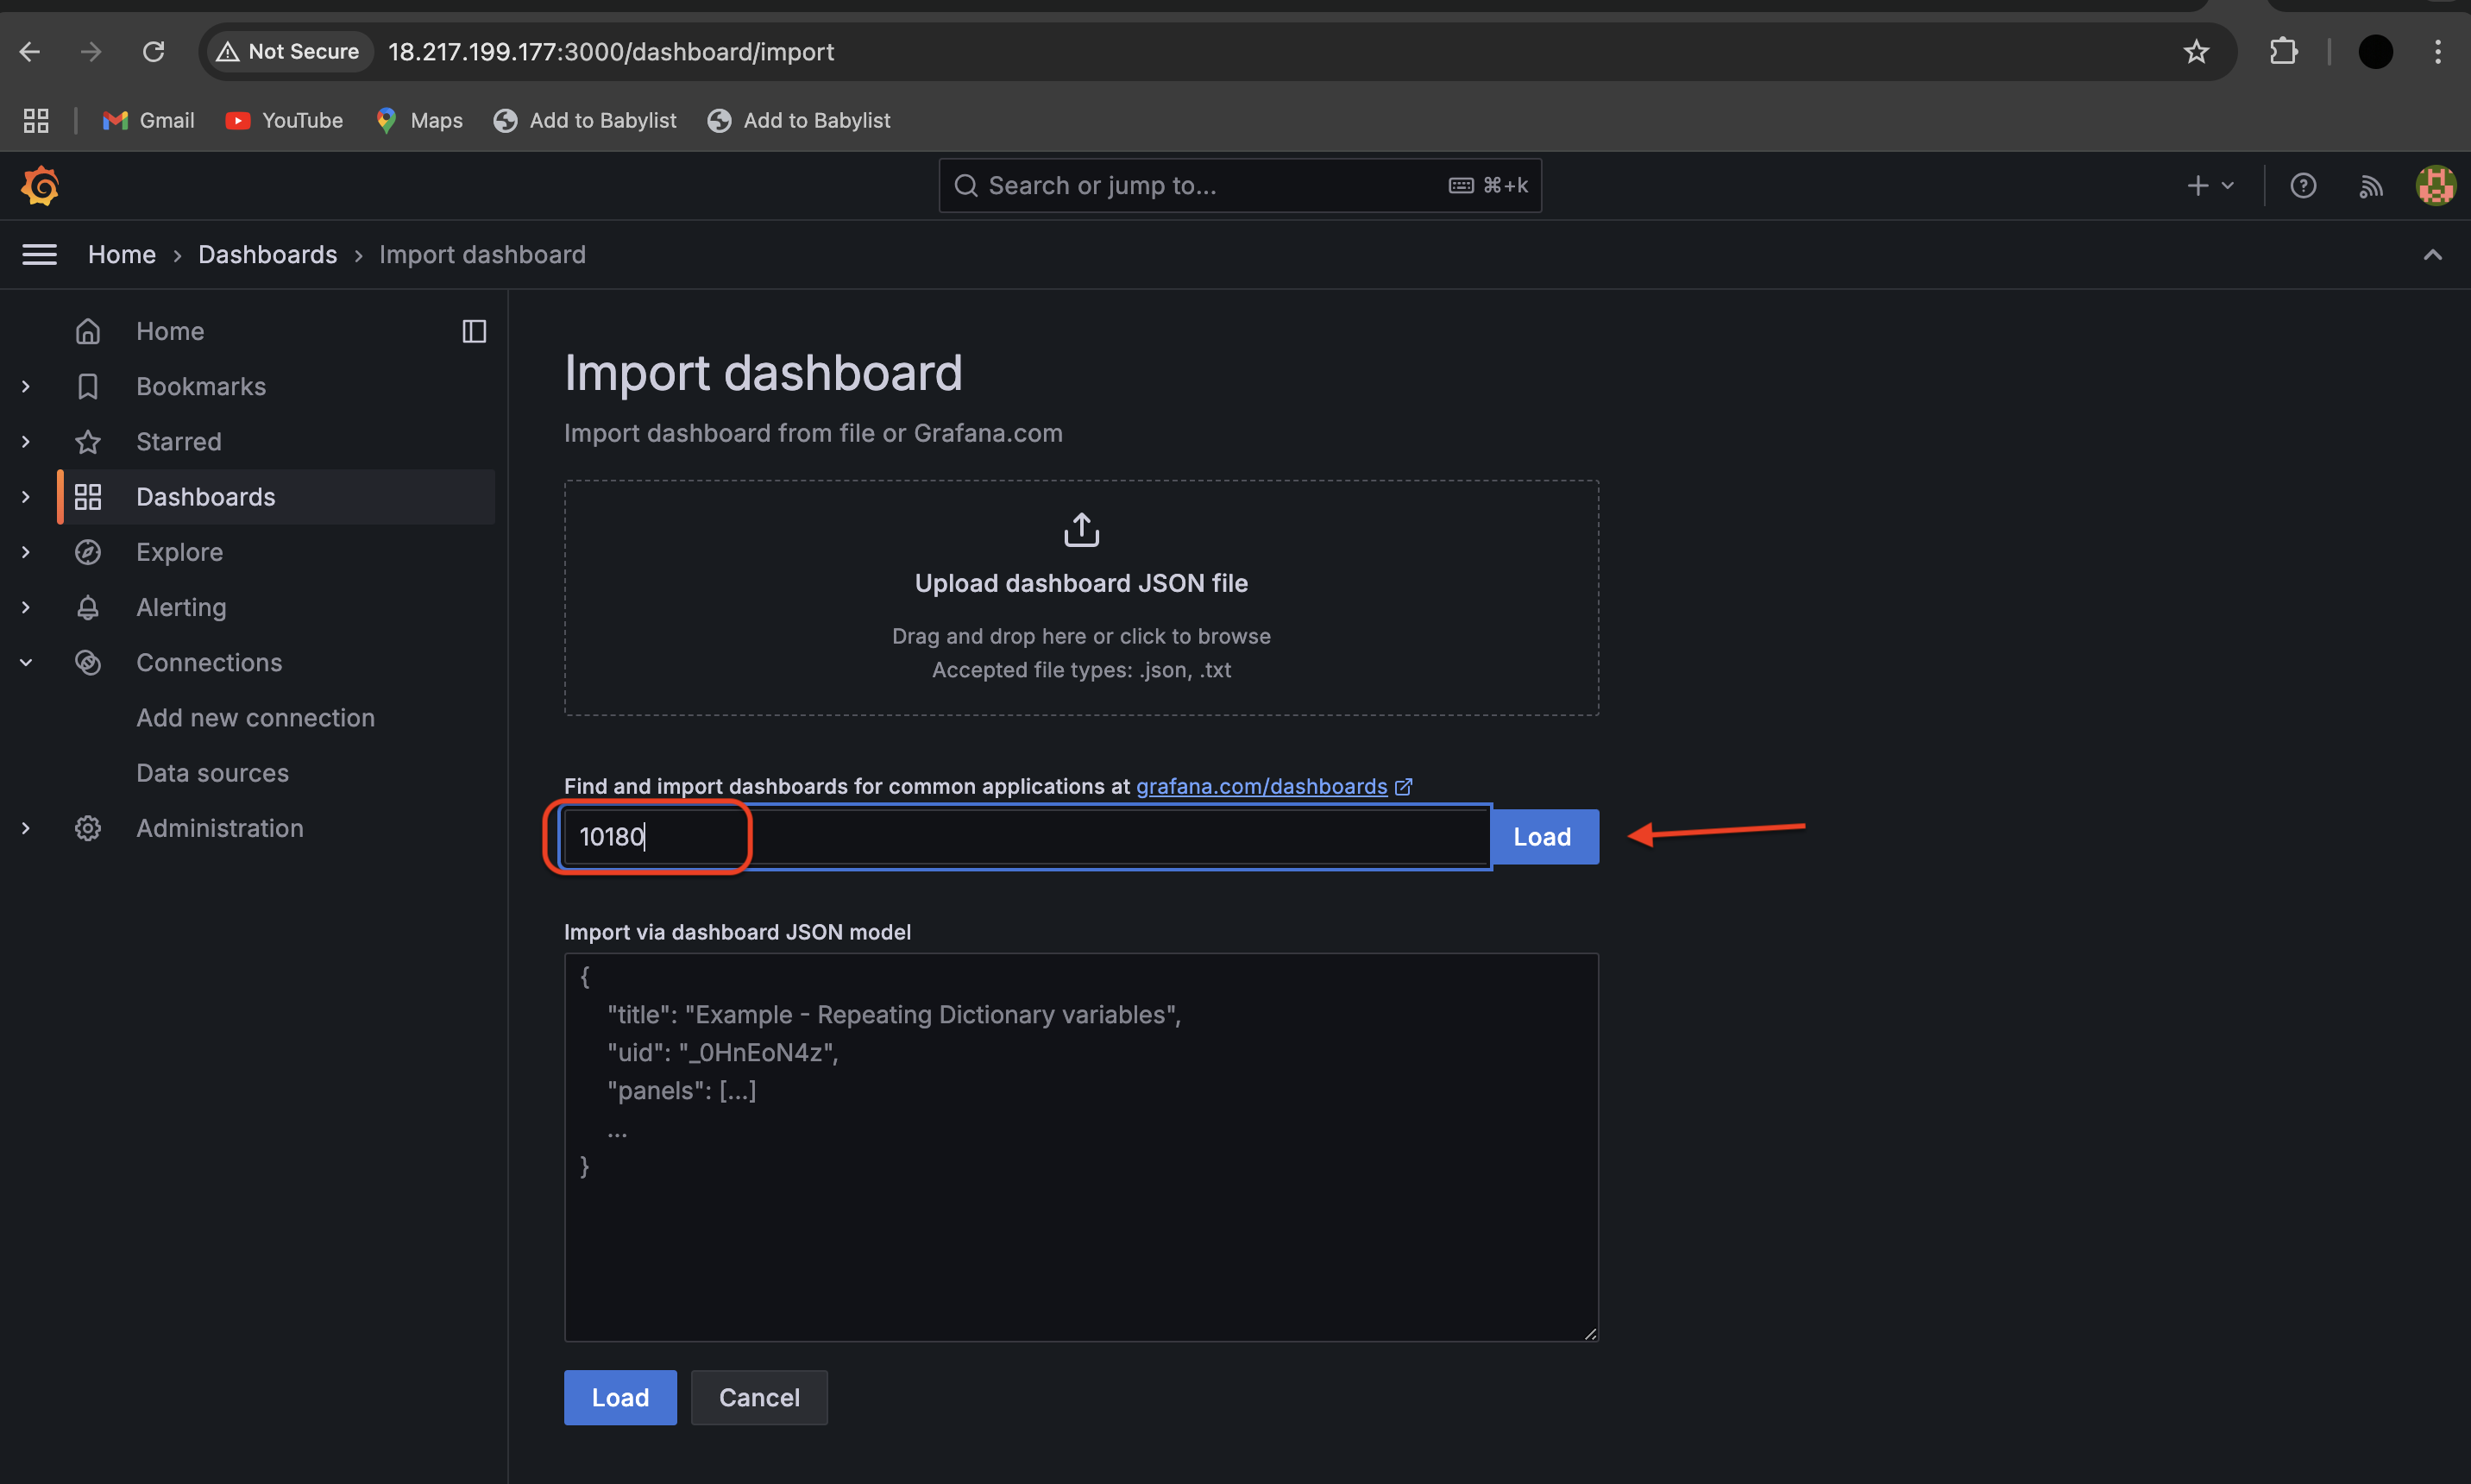 Not Secure 18.217.199.177:3000/dashboard/import
Gmail YouTube Maps Add to Babylist Add to Babylist
Search or jump to... ⌘+k
Home › Dashboards › Import dashboard
Home
Bookmarks
Starred
Dashboards
Explore
Alerting
Connections
Add new connection
Data sources
Administration
Import dashboard
Import dashboard from file or Grafana.com
Upload dashboard JSON file
Drag and drop here or click to browse
Accepted file types: .json, .txt
Find and import dashboards for common applications at grafana.com/dashboards
10180 Load
Import via dashboard JSON model
{
"title": "Example - Repeating Dictionary variables",
"uid": "_0HnEoN4z",
"panels": [...]
...
}
Load Cancel